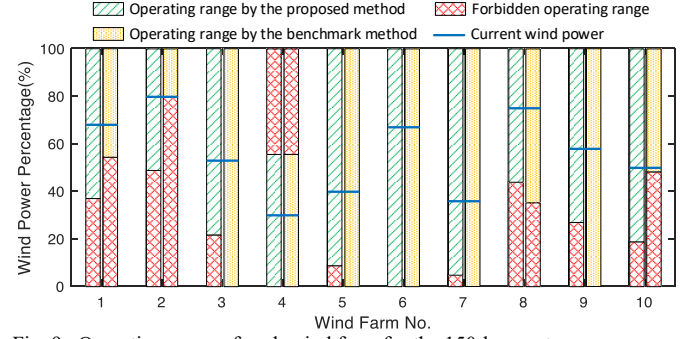 Operating range by the proposed method Forbidden operating range
Operating range by the benchmark method Current wind power
Wind Power Percentage(%)
100
80
60
40
20
0
1 2 3 4 5 6 7 8 9 10
Wind Farm No.